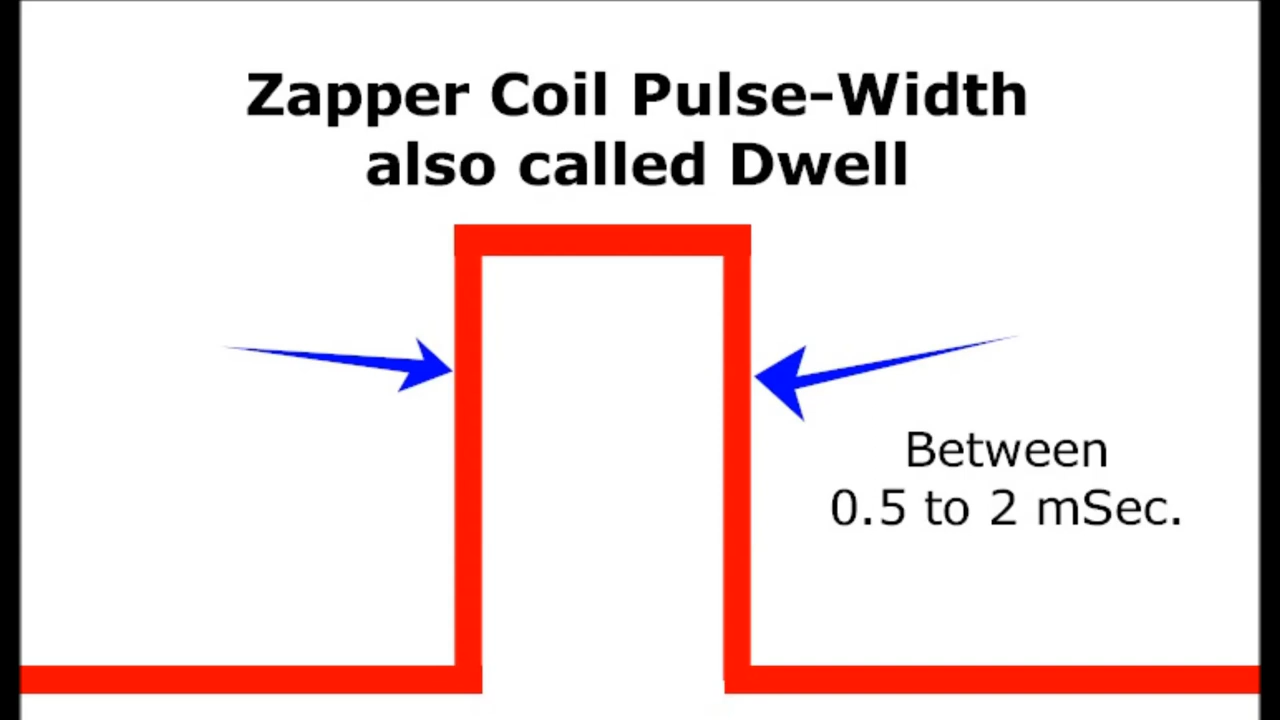 Zapper Coil Pulse-Width
also called Dwell
Between
0.5 to 2 mSec.